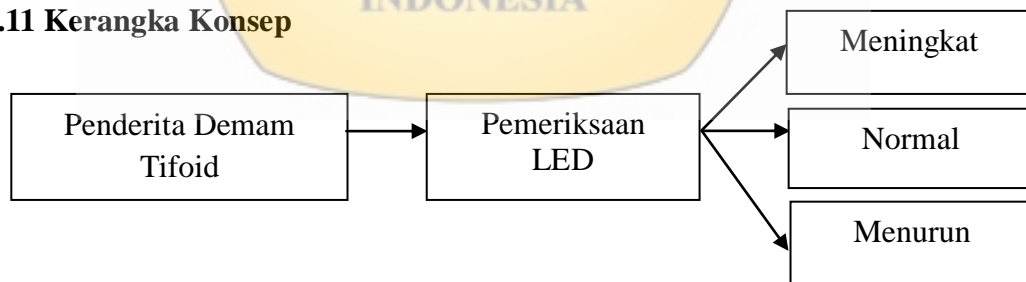 INDONESIA
.11 Kerangka Konsep
Penderita Demam
Tifoid
Pemeriksaan
LED
Meningkat
Normal
Menurun